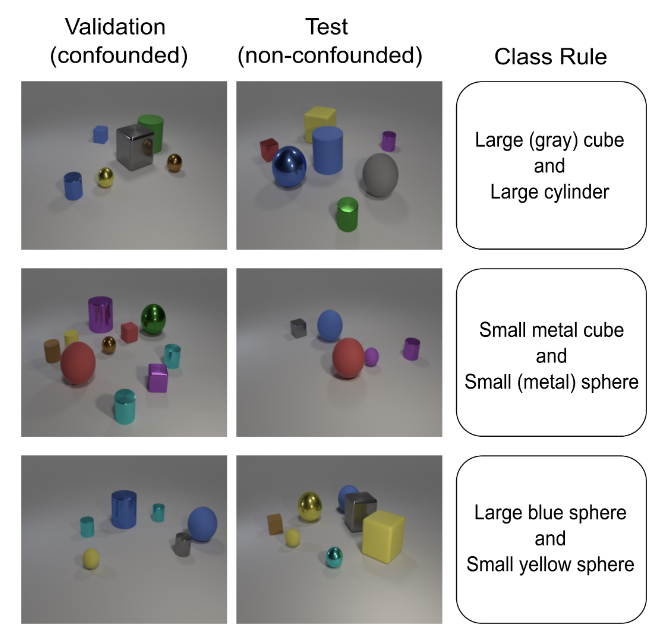 Validation
(confounded)
Test
(non-confounded)
Class Rule
Large (gray) cube
and
Large cylinder
Small metal cube
and
Small (metal) sphere
Large blue sphere
and
Small yellow sphere